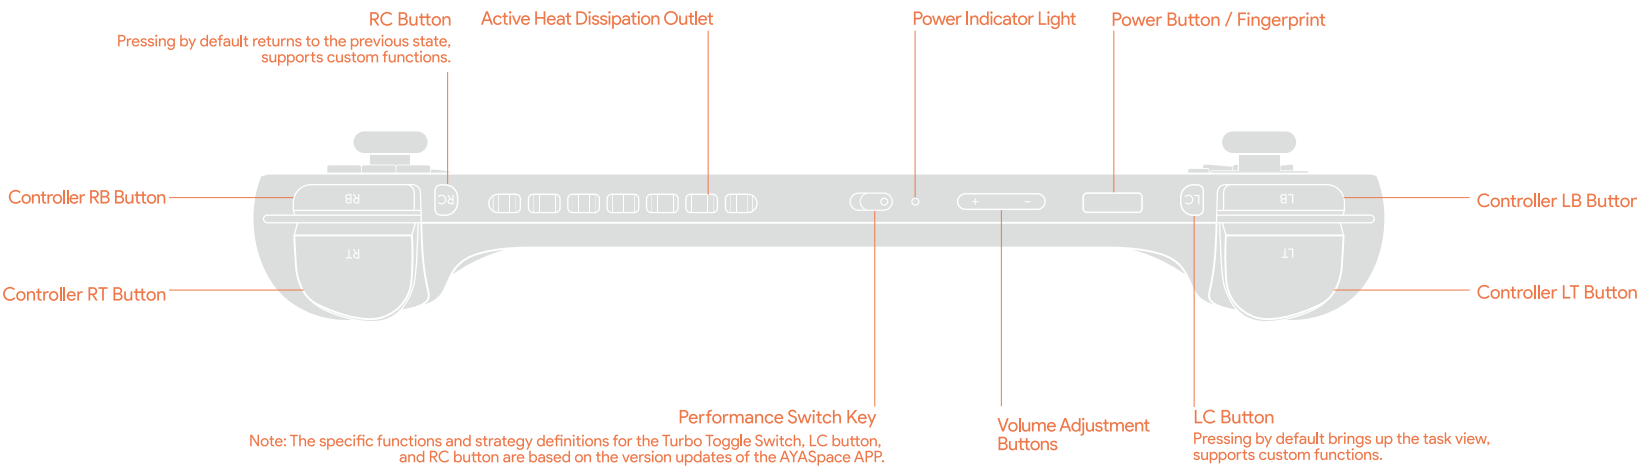 RC Button
Pressing by default returns to the previous state,
supports custom functions.
Active Heat Dissipation Outlet
Power Indicator Light
Power Button / Fingerprint
Controller RB Button
RB
RC
+
-
LC
LB
Controller LB Button
RT
LT
Controller RT Button
Controller LT Button
Performance Switch Key
Note: The specific functions and strategy definitions for the Turbo Toggle Switch, LC button,
and RC button are based on the version updates of the AYASpace APP.
Volume Adjustment
Buttons
LC Button
Pressing by default brings up the task view,
supports custom functions.